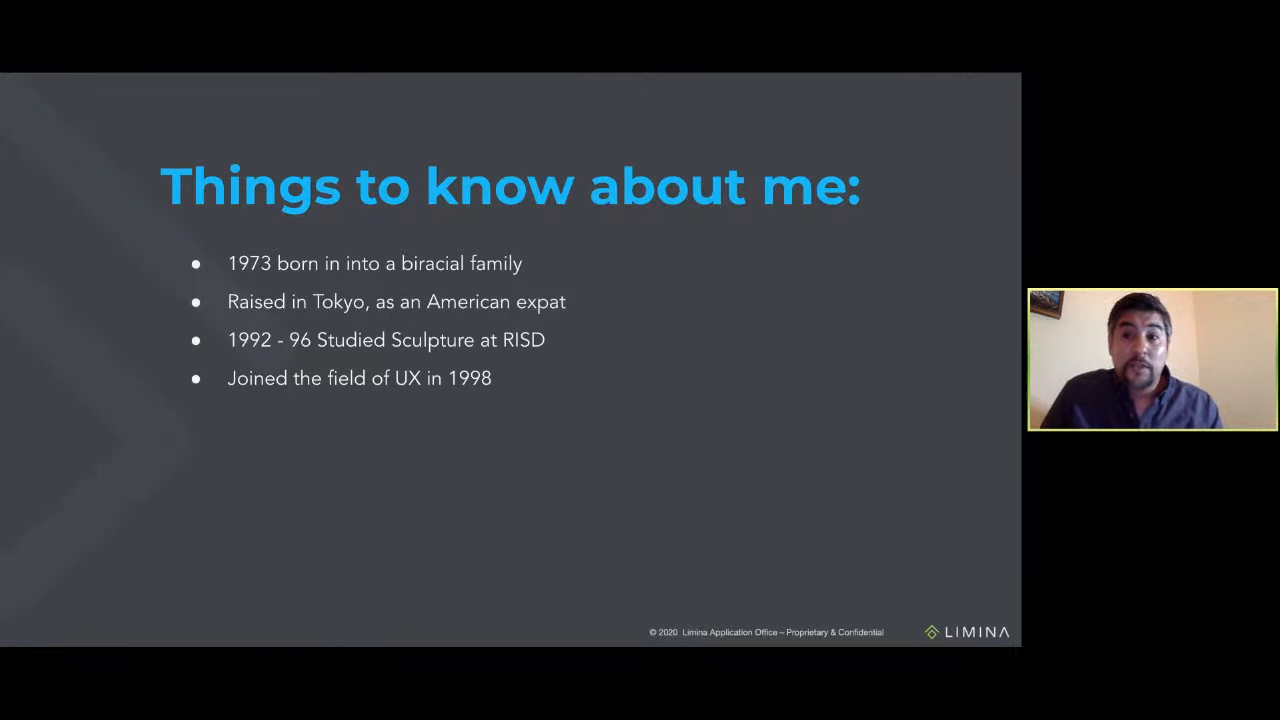 Things to know about me:
● 1973 born in into a biracial family
● Raised in Tokyo, as an American expat
● 1992 - 96 Studied Sculpture at RISD
● Joined the field of UX in 1998
© 2020 Limina Application Office – Proprietary & Confidential
LIMINA